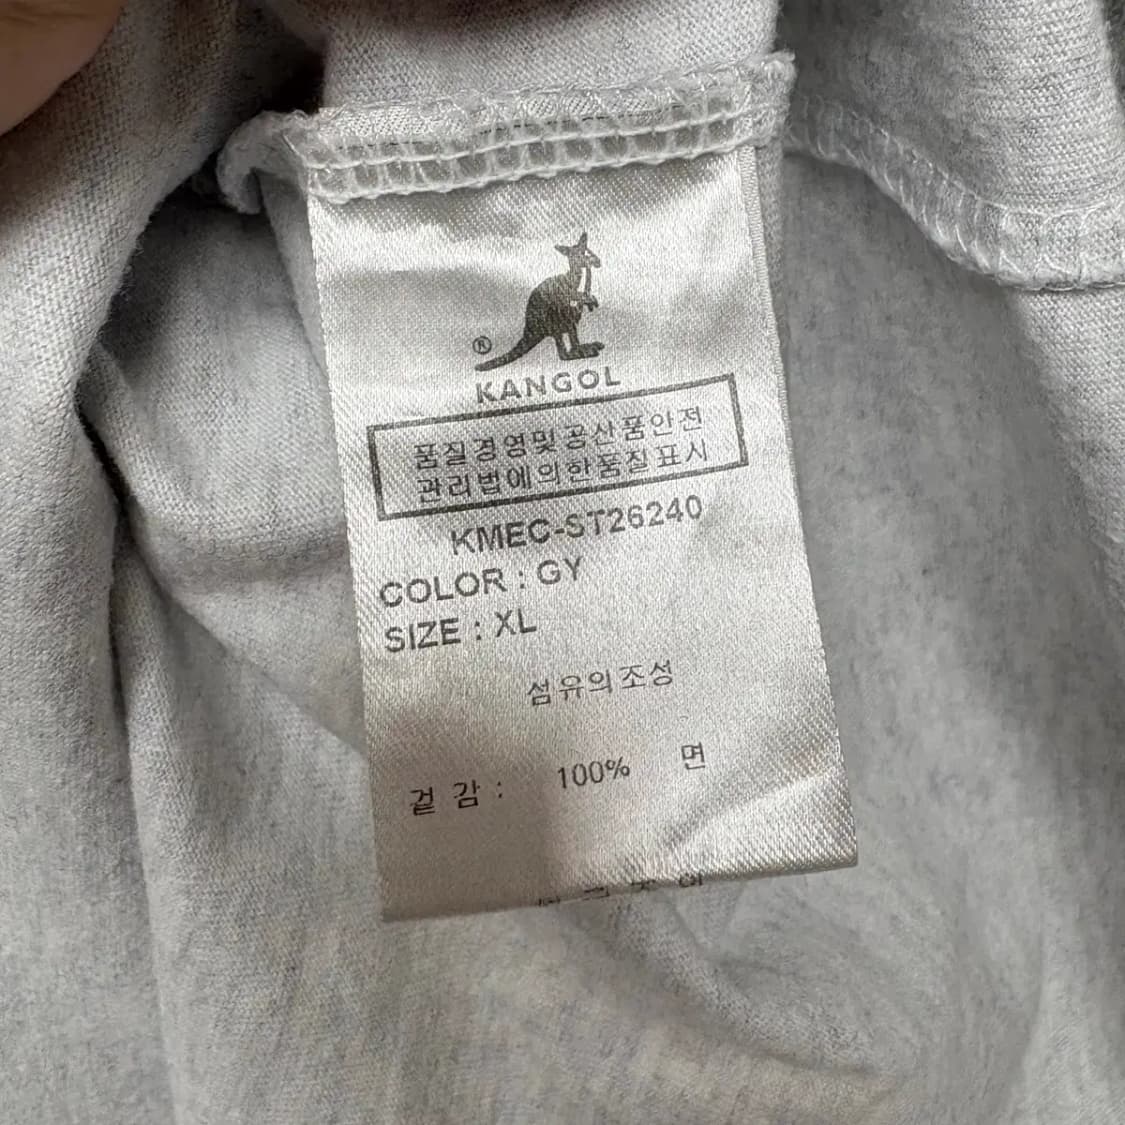 ®
KANGOL
품질경영및공산품안전
관리법에의한품질표시
KMEC-ST26240
COLOR : GY
SIZE : XL
섬유의조성
겉감 : 100% 면